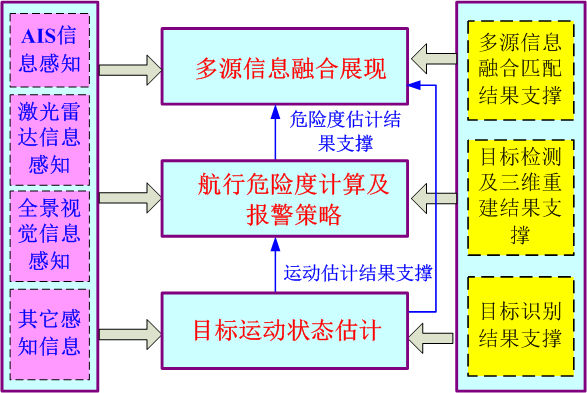 AIS信
息感知
激光雷
达信息
感知
全景视
觉信息
感知
其它感
知信息
多源信息融合展现
危险度估计结
果支撑
航行危险度计算及
报警策略
运动估计结果支撑
目标运动状态估计
多源信息
融合匹配
结果支撑
目标检测
及三维重
建结果支
撑
目标识别
结果支撑